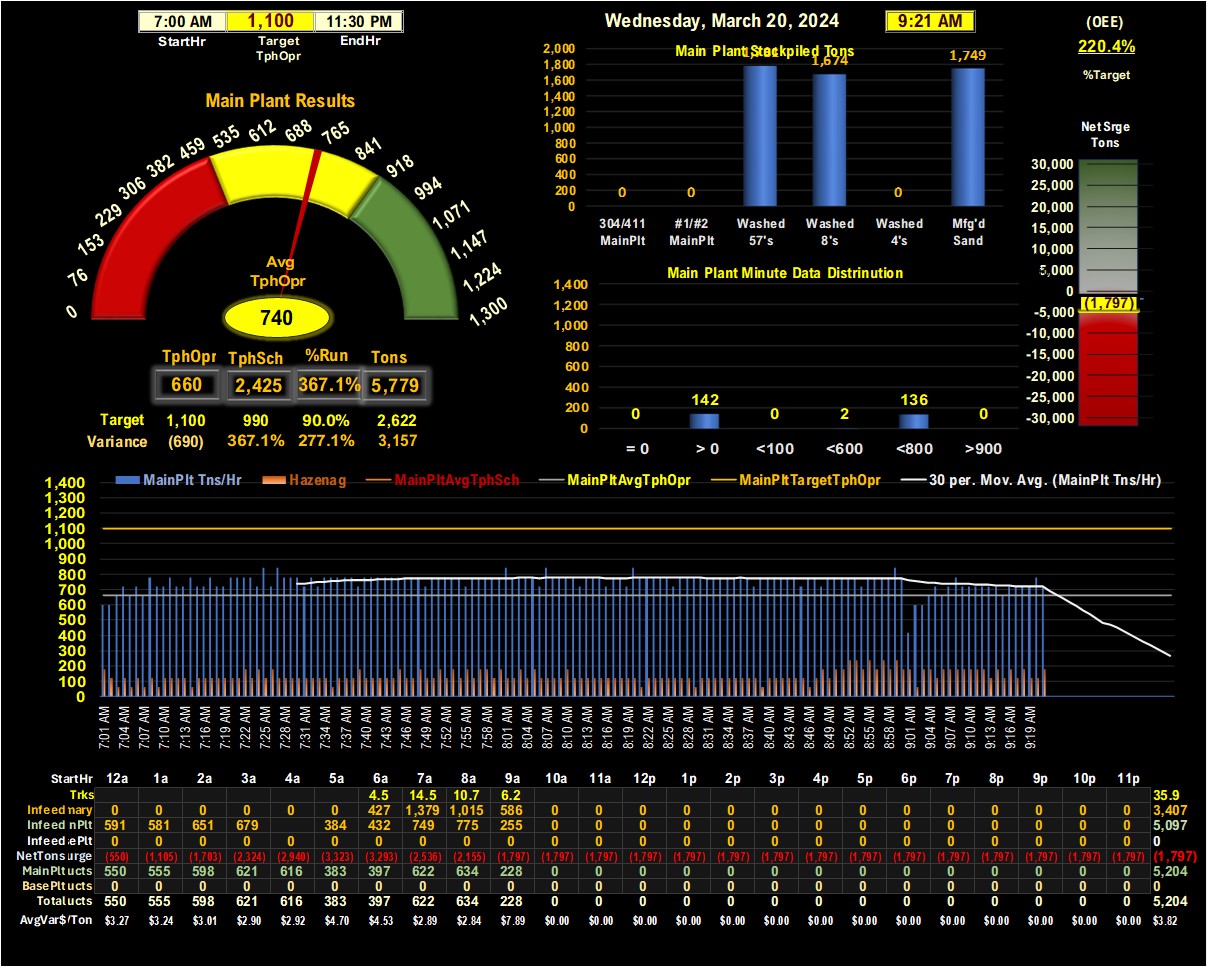 7:00 AM 1,100 11:30 PM
StartHr Target EndHr
TphOpr
Wednesday, March 20, 2024 9:21 AM
(OEE)
220.4%
%Target
Main Plant Results
0 76 153 229 306 382 459 535 612 688 765 841 918 994 1,071 1,147 1,224 1,300
Avg
TphOpr
740
TphOpr TphSch %Run Tons
660 2,425 367.1% 5,779
Target 1,100 990 90.0% 2,622
Variance (690) 367.1% 277.1% 3,157
Main Plant Stockpiled Tons
2,000
1,800
1,600
1,400
1,200
1,000
800
600
400
200
0
0 0 1,674 0 1,749
304/411 #1/#2 Washed Washed Washed Mfg'd
MainPlt MainPlt 57's 8's 4's Sand
Main Plant Minute Data Distrinution
1,400
1,200
1,000
800
600
400
200
0
0 142 0 2 136 0
= 0 > 0 <100 <600 <800 >900
Net Srge
Tons
30,000
25,000
20,000
15,000
10,000
5,000
0
(1,797)
-5,000
-10,000
-15,000
-20,000
-25,000
-30,000
MainPlt Tns/Hr Hazenag MainPltAvgTphSch MainPltAvgTphOpr MainPltTargetTphOpr 30 per. Mov. Avg. (MainPlt Tns/Hr)
1,400
1,300
1,200
1,100
1,000
900
800
700
600
500
400
300
200
100
0
7:01 AM 7:04 AM 7:07 AM 7:10 AM 7:13 AM 7:16 AM 7:19 AM 7:22 AM 7:25 AM 7:28 AM 7:31 AM 7:34 AM 7:37 AM 7:40 AM 7:43 AM 7:46 AM 7:49 AM 7:52 AM 7:55 AM 7:58 AM 8:01 AM 8:04 AM 8:07 AM 8:10 AM 8:13 AM 8:16 AM 8:19 AM 8:22 AM 8:25 AM 8:28 AM 8:31 AM 8:34 AM 8:37 AM 8:40 AM 8:43 AM 8:46 AM 8:49 AM 8:52 AM 8:55 AM 8:58 AM 9:01 AM 9:04 AM 9:07 AM 9:10 AM 9:13 AM 9:16 AM 9:19 AM
StartHr 12a 1a 2a 3a 4a 5a 6a 7a 8a 9a 10a 11a 12p 1p 2p 3p 4p 5p 6p 7p 8p 9p 10p 11p
Trks 4.5 14.5 10.7 6.2 35.9
Infeed nary 0 0 0 0 0 0 427 1,379 1,015 586 0 0 0 0 0 0 0 0 0 0 0 0 0 0 3,407
Infeed nPlt 591 581 651 679 384 432 749 775 255 0 0 0 0 0 0 0 0 0 0 0 0 0 0 5,097
Infeed ePlt 0 0 0 0 0 0 0 0 0 0 0 0 0 0 0 0 0 0 0 0 0 0 0 0 0
NetTons urge (550) (1,105) (1,703) (2,324) (2,940) (3,323) (3,293) (2,536) (2,155) (1,797) (1,797) (1,797) (1,797) (1,797) (1,797) (1,797) (1,797) (1,797) (1,797) (1,797) (1,797) (1,797) (1,797) (1,797) (1,797)
MainPlt ucts 550 555 598 621 616 383 397 622 634 228 0 0 0 0 0 0 0 0 0 0 0 0 0 0 5,204
BasePlt ucts 0 0 0 0 0 0 0 0 0 0 0 0 0 0 0 0 0 0 0 0 0 0 0 0 0
Total ucts 550 555 598 621 616 383 397 622 634 228 0 0 0 0 0 0 0 0 0 0 0 0 0 0 5,204
AvgVar$/Ton $3.27 $3.24 $3.01 $2.90 $2.92 $4.70 $4.53 $2.89 $2.84 $7.89 $0.00 $0.00 $0.00 $0.00 $0.00 $0.00 $0.00 $0.00 $0.00 $0.00 $0.00 $0.00 $0.00 $0.00 $3.82